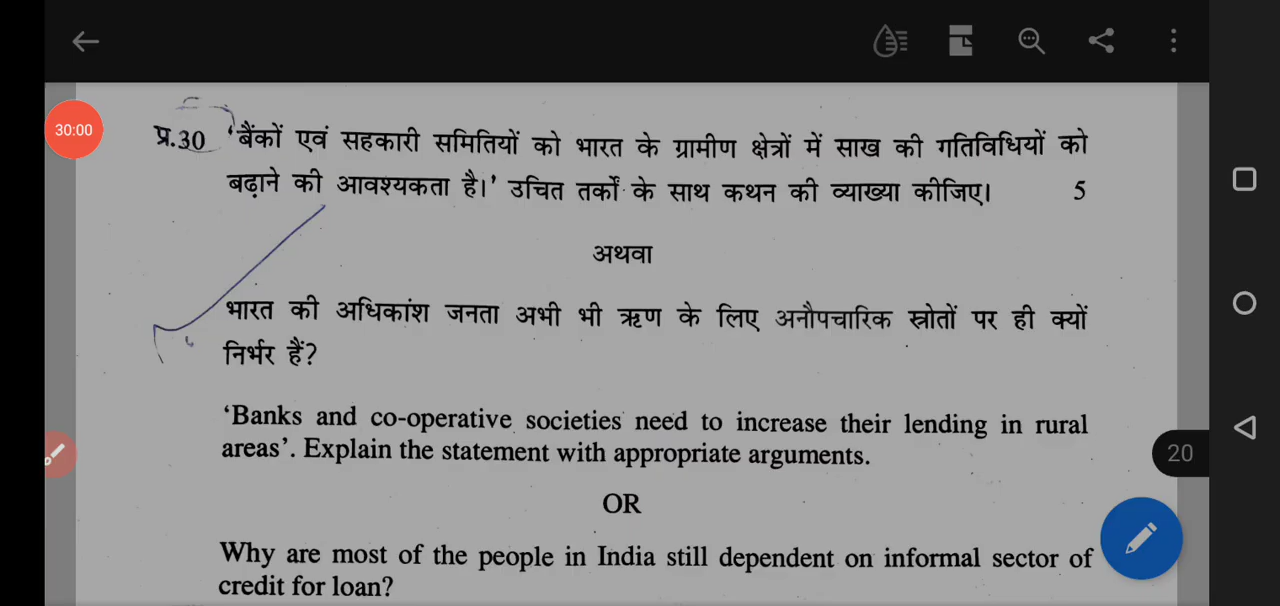 30:00
प्र.30 'बैंकों एवं सहकारी समितियों को भारत के ग्रामीण क्षेत्रों में साख की गतिविधियों को
बढ़ाने की आवश्यकता है।' उचित तर्कों के साथ कथन की व्याख्या कीजिए। 5
अथवा
भारत की अधिकांश जनता अभी भी ऋण के लिए अनौपचारिक स्त्रोतों पर ही क्यों
निर्भर हैं?
'Banks and co-operative societies need to increase their lending in rural
areas'. Explain the statement with appropriate arguments.
20
OR
Why are most of the people in India still dependent on informal sector of
credit for loan?